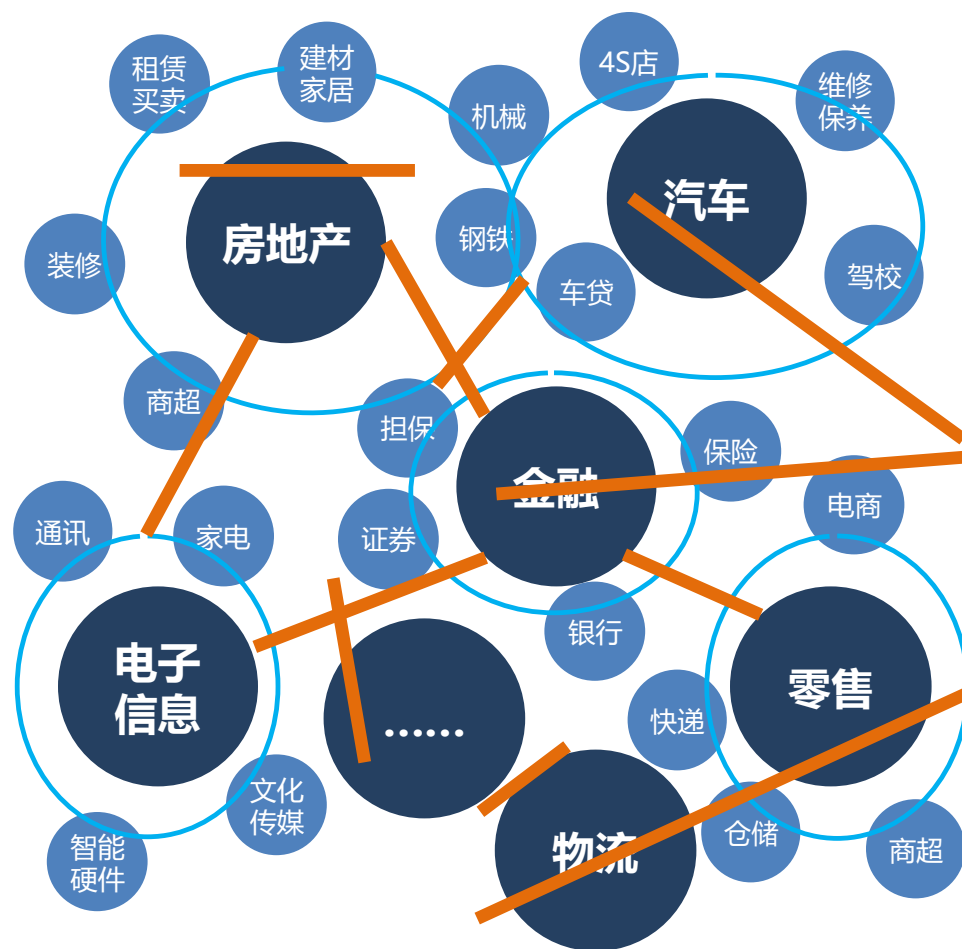 租赁
买卖
建材
家居
机械
4S店
维修
保养
房地产
汽车
装修
钢铁
车贷
驾校
商超
担保
保险
金融
电商
通讯
家电
证券
银行
电子
信息
……
快递
零售
文化
传媒
智能
硬件
物流
仓储
商超